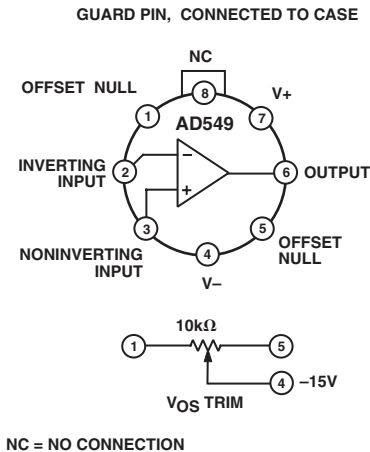 GUARD PIN, CONNECTED TO CASE
NC
OFFSET NULL
8
V+
1
7
AD549
INVERTING
INPUT
2
−
6
OUTPUT
+
3
5
OFFSET
NULL
NONINVERTING
INPUT
4
V−
10kΩ
1
5
4
−15V
VOS TRIM
NC = NO CONNECTION